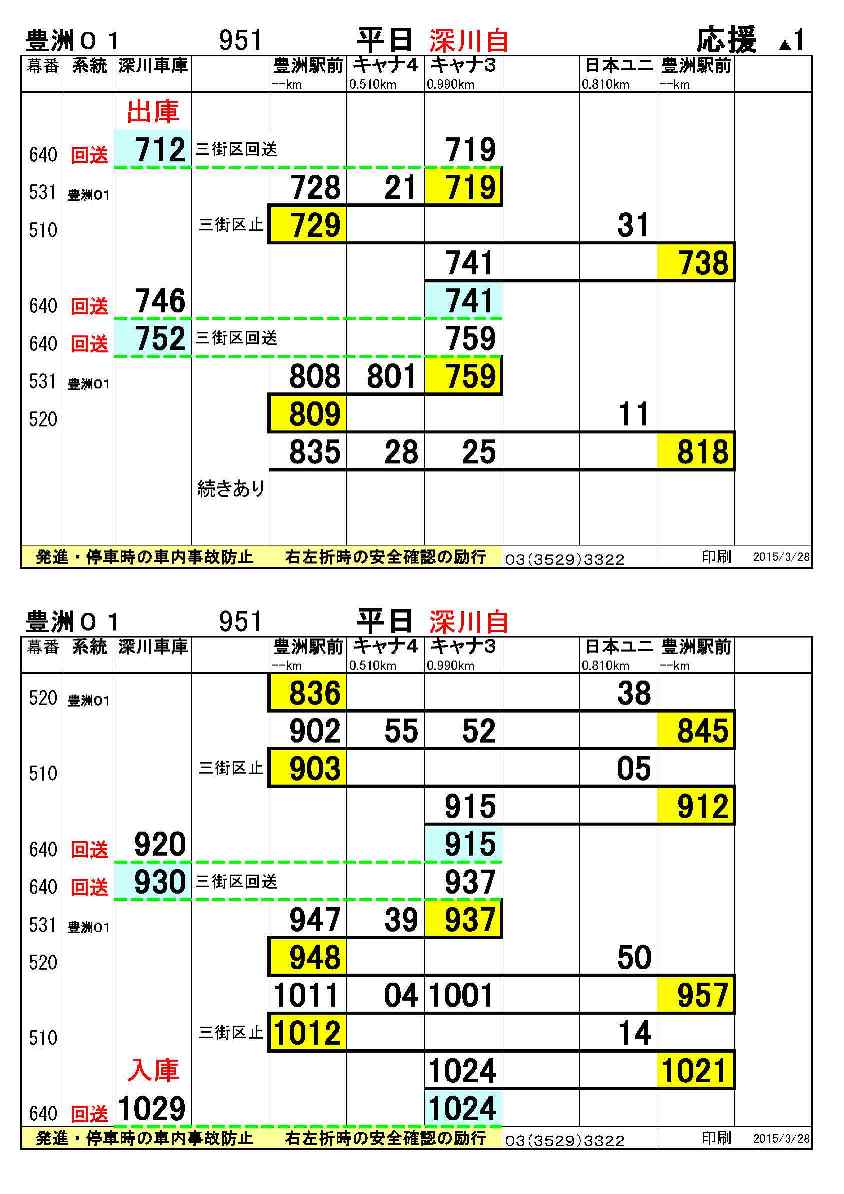 豊洲０１ 951 平日 深川自 応援 ▲1
幕番 系統 深川車庫 豊洲駅前 キャナ4 キャナ3 日本ユニ 豊洲駅前
--km 0.510km 0.990km 0.810km --km
出庫
640 回送 712 三街区回送 719
531 豊洲01 728 21 719
510 三街区止 729 31
741 738
640 回送 746 741
640 回送 752 三街区回送 759
531 豊洲01 808 801 759
520 809 11
835 28 25 818
続きあり
発進・停車時の車内事故防止 右左折時の安全確認の励行 03(3529)3322 印刷 2015/3/28
豊洲０１ 951 平日 深川自
幕番 系統 深川車庫 豊洲駅前 キャナ4 キャナ3 日本ユニ 豊洲駅前
--km 0.510km 0.990km 0.810km --km
520 豊洲01 836 38
902 55 52 845
510 三街区止 903 05
915 912
640 回送 920 915
640 回送 930 三街区回送 937
531 豊洲01 947 39 937
520 948 50
1011 04 1001 957
510 三街区止 1012 14
入庫 1024 1021
640 回送 1029 1024
発進・停車時の車内事故防止 右左折時の安全確認の励行 03(3529)3322 印刷 2015/3/28